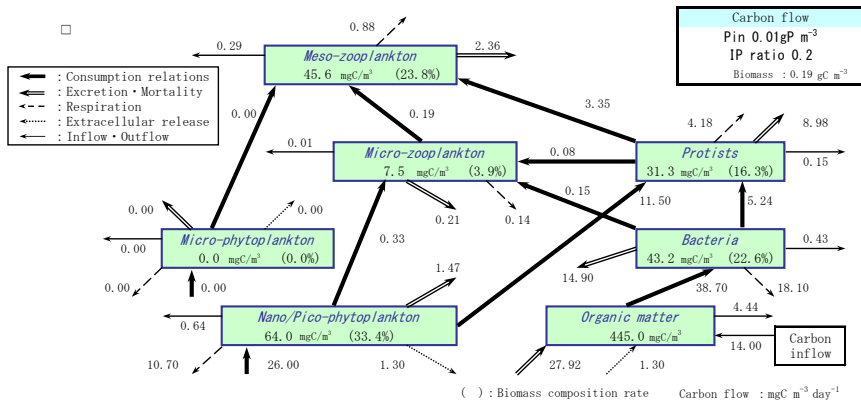 Carbon flow
Pin 0.01gP m⁻³
IP ratio 0.2
Biomass : 0.19 gC m⁻³
: Consumption relations
: Excretion・Mortality
: Respiration
: Extracellular release
: Inflow・Outflow
0.88
0.29
2.36
Meso-zooplankton
45.6 mgC/m³ (23.8%)
0.00
0.19
3.35
4.18
8.98
0.01
Micro-zooplankton
7.5 mgC/m³ (3.9%)
0.08
Protists
31.3 mgC/m³ (16.3%)
0.15
0.15
11.50
5.24
0.00
0.00
0.21
0.14
Micro-phytoplankton
0.0 mgC/m³ (0.0%)
0.00
0.33
Bacteria
43.2 mgC/m³ (22.6%)
0.43
0.00
0.00
1.47
14.90
38.70
18.10
0.64
Nano/Pico-phytoplankton
64.0 mgC/m³ (33.4%)
Organic matter
445.0 mgC/m³
4.44
14.00
Carbon
inflow
10.70
26.00
1.30
27.92
1.30
( ) : Biomass composition rate Carbon flow : mgC m⁻³ day⁻¹